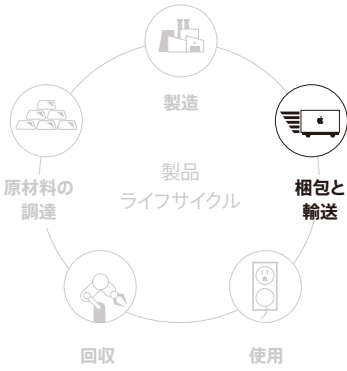 製造
原材料の
調達
製品
ライフサイクル
梱包と
輸送
回収
使用